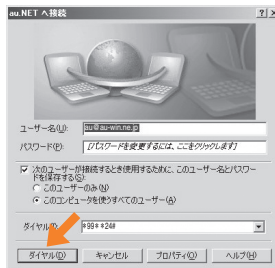 au.NET へ接続
ユーザー名(U):
au@au-win.ne.jp
パスワード(P):
[パスワードを変更するには、ここをクリックします]
次のユーザーが接続するとき使用するために、このユーザー名とパスワー
ドを保存する(S):
このユーザーのみ(N)
このコンピュータを使うすべてのユーザー(A)
ダイヤル(I):
*99**24#
ダイヤル(D) キャンセル プロパティ(O) ヘルプ(H)